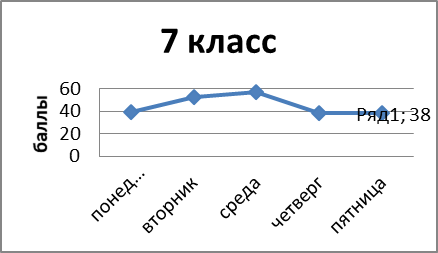 7 класс
баллы
60
40
20
0
Ряд1; 38
понед...
вторник
среда
четверг
пятница